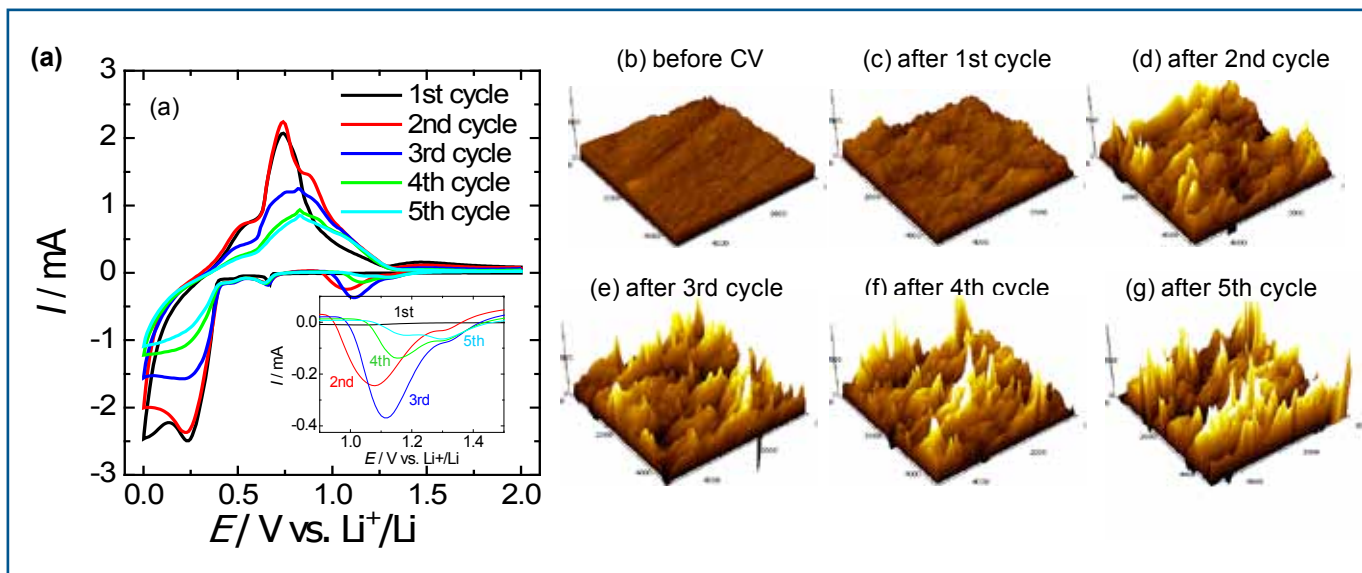 (a)
(a)
1st cycle
2nd cycle
3rd cycle
4th cycle
5th cycle
I / mA
3
2
1
0
-1
-2
-3
0.0 0.5 1.0 1.5 2.0
E / V vs. Li+/Li
I / mA
0.0
-0.2
-0.4
1st
2nd
3rd
4th
5th
1.0 1.2 1.4
E / V vs. Li+/Li
(b) before CV
(c) after 1st cycle
(d) after 2nd cycle
(e) after 3rd cycle
(f) after 4th cycle
(g) after 5th cycle